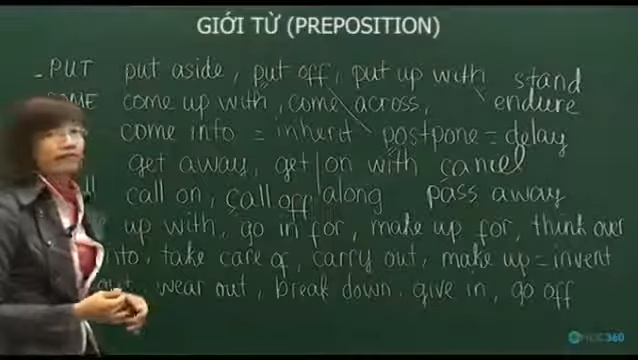 GIỚI TỪ (PREPOSITION)
- PUT put aside, put off, put up with stand
come up with, come across, endure
come into = inherit postpone = delay
get away, get on with cancel
call on, call off along pass away
up with, go in for, make up for, think over
take care of, carry out, make up = invent
wear out, break down, give in, go off
HOC360